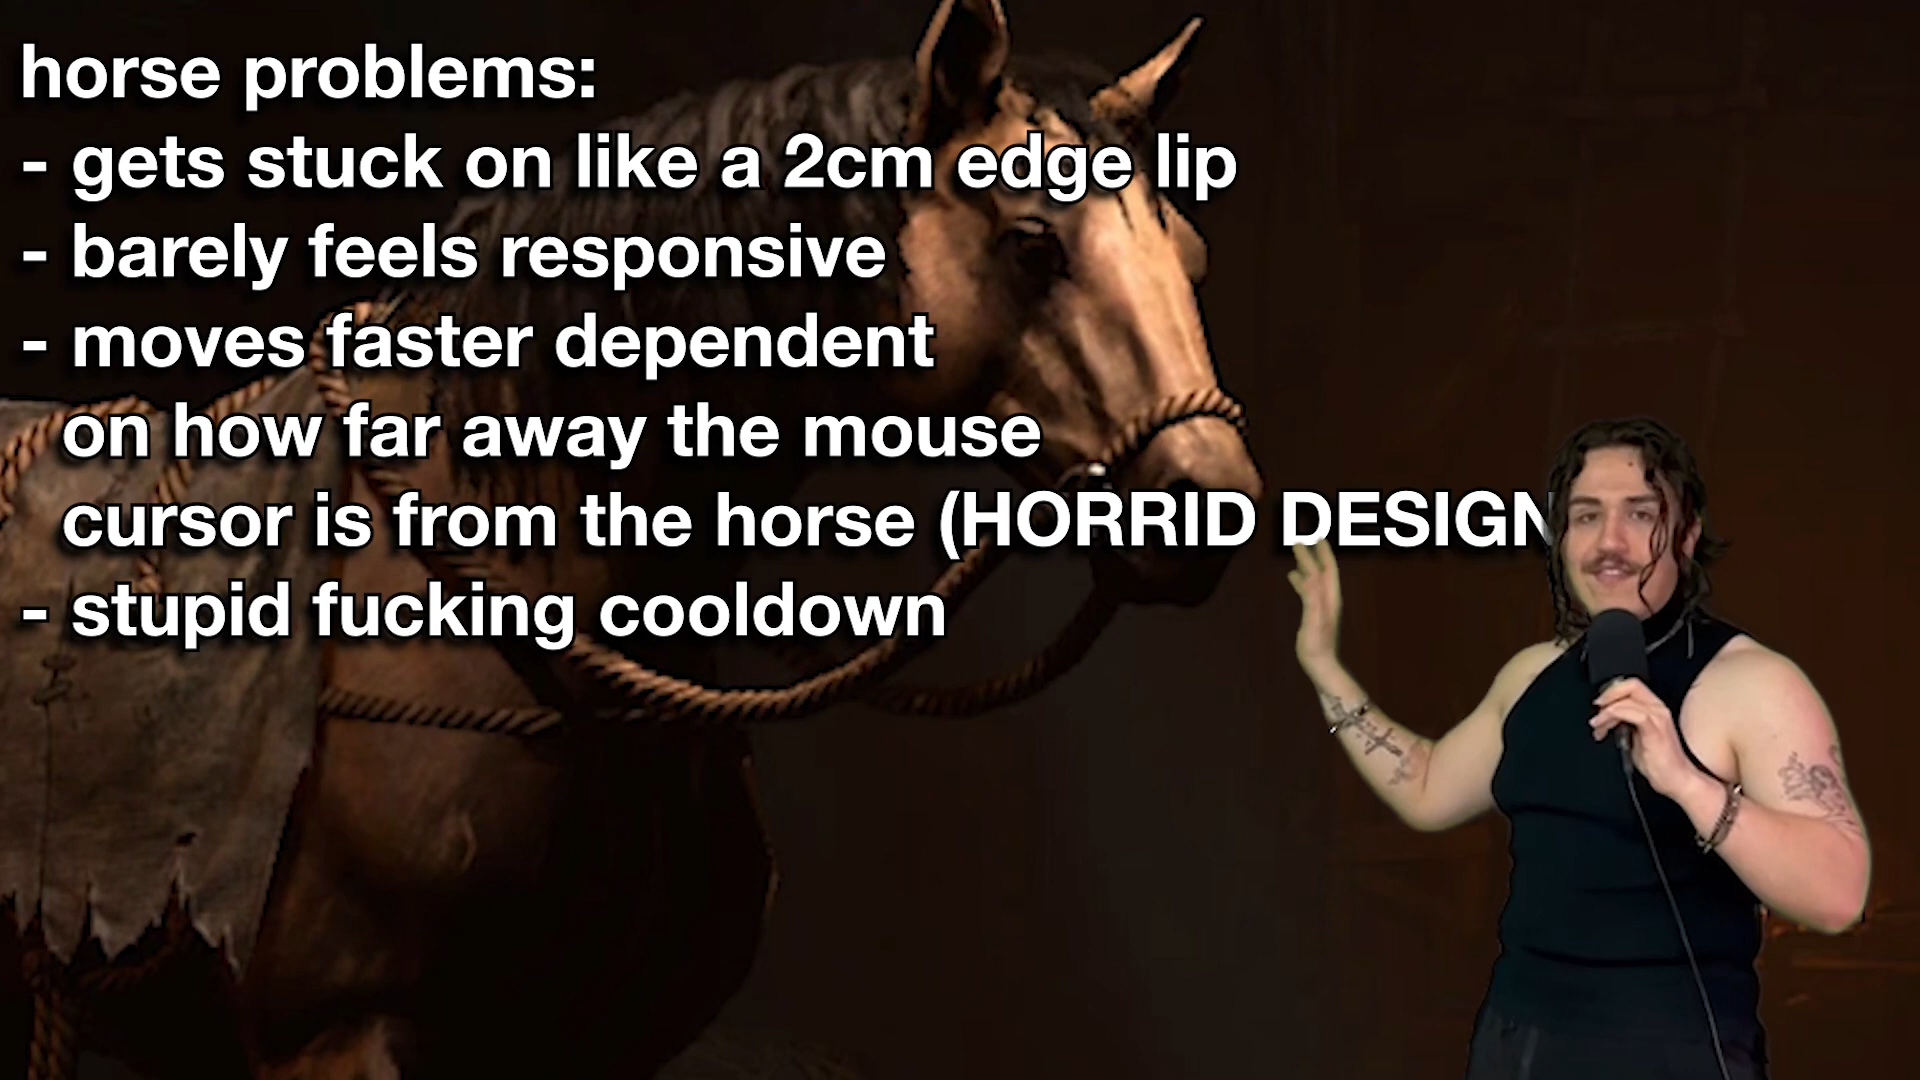 horse problems:
- gets stuck on like a 2cm edge lip
- barely feels responsive
- moves faster dependent
on how far away the mouse
cursor is from the horse (HORRID DESIGN
- stupid fucking cooldown